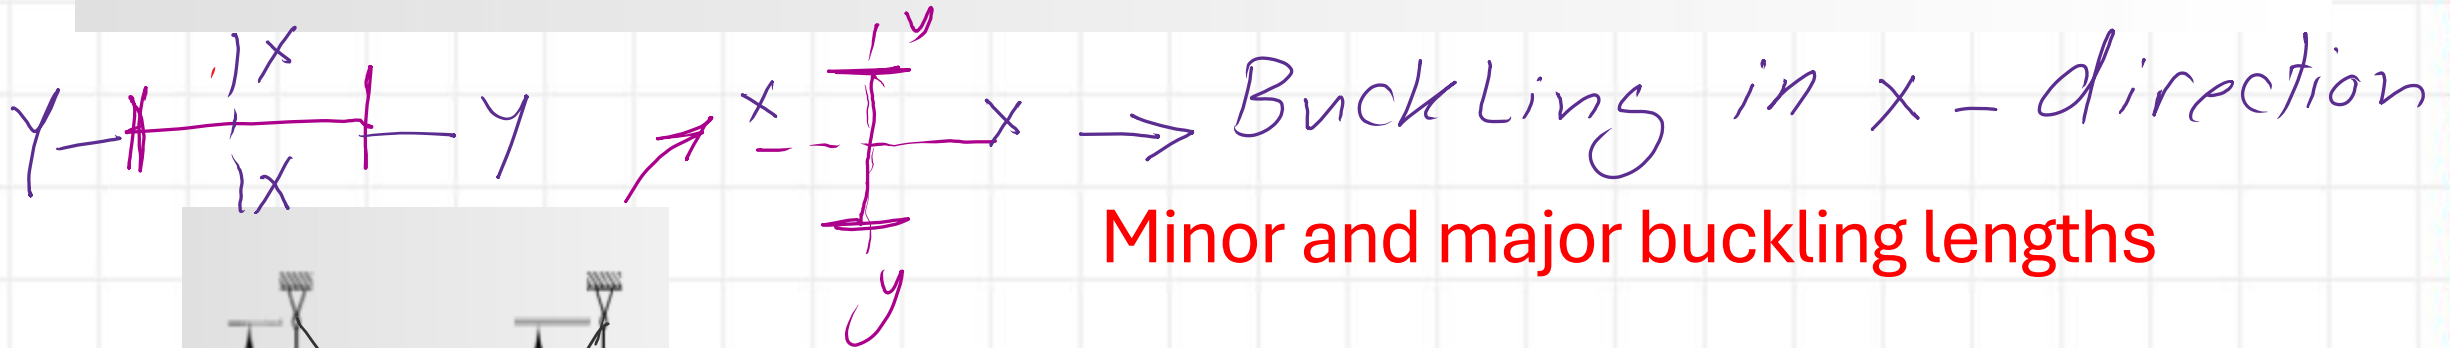 x y
Y Y x x → Buckling in x - direction
x
Minor and major buckling lengths
y